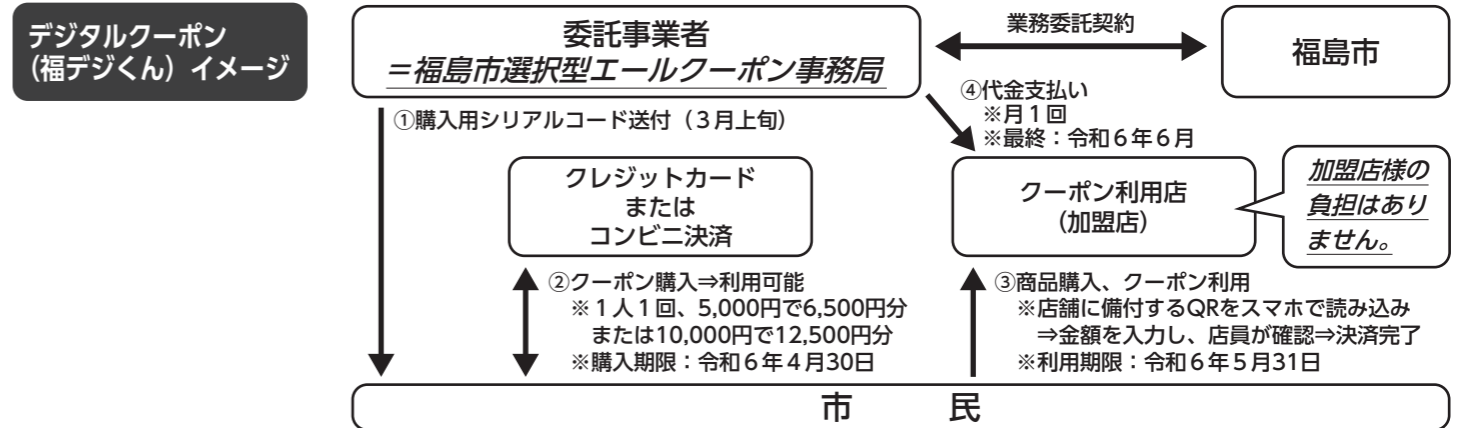 デジタルクーポン
（福デジくん）イメージ
委託事業者
＝福島市選択型エールクーポン事務局
業務委託契約
福島市
①購入用シリアルコード送付（３月上旬）
④代金支払い
※月１回
※最終：令和６年６月
クレジットカード
または
コンビニ決済
クーポン利用店
（加盟店）
加盟店様の
負担はあり
ません。
②クーポン購入⇒利用可能
※１人１回、5,000円で6,500円分
または10,000円で12,500円分
※購入期限：令和６年４月30日
③商品購入、クーポン利用
※店舗に備付するQRをスマホで読み込み
⇒金額を入力し、店員が確認⇒決済完了
※利用期限：令和６年５月31日
市　民